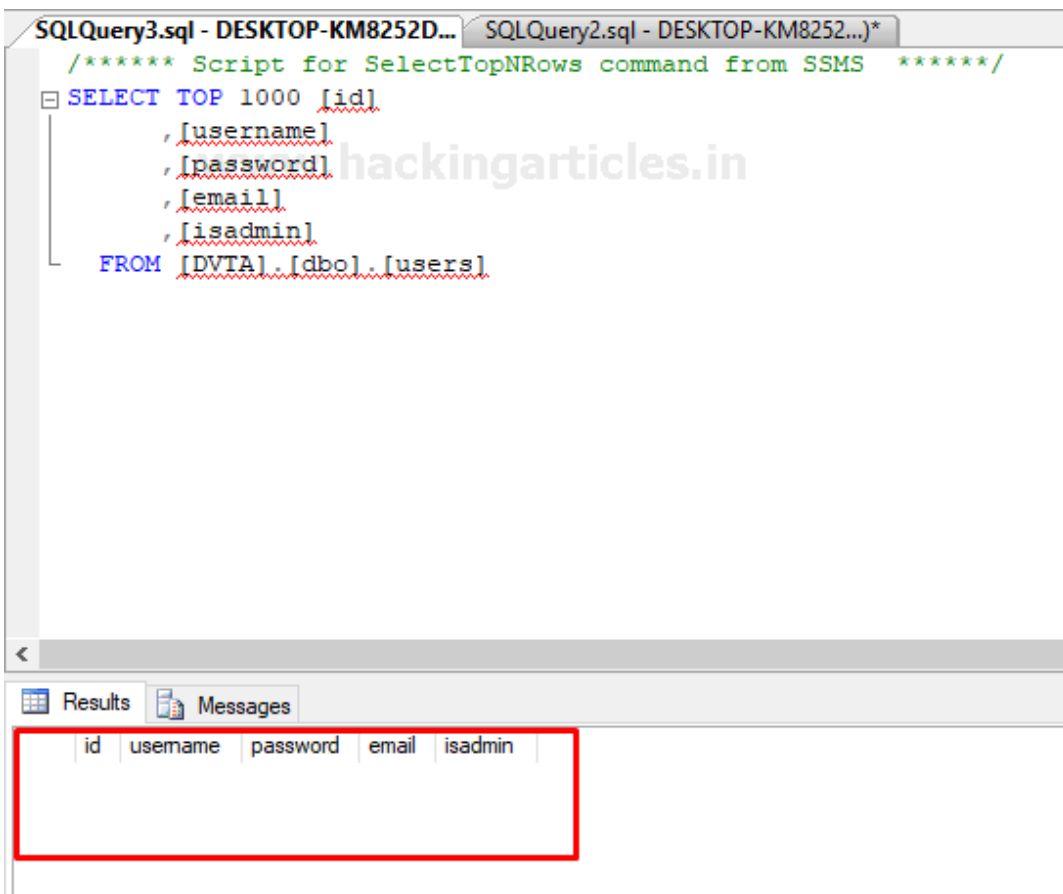 SQLQuery3.sql - DESKTOP-KM8252D... SQLQuery2.sql - DESKTOP-KM8252...)*
/****** Script for SelectTopNRows command from SSMS  ******/
SELECT TOP 1000 [id]
,[username]
,[password] hackingarticles.in
,[email]
,[isadmin]
FROM [DVTA].[dbo].[users]
Results Messages
id username password email isadmin